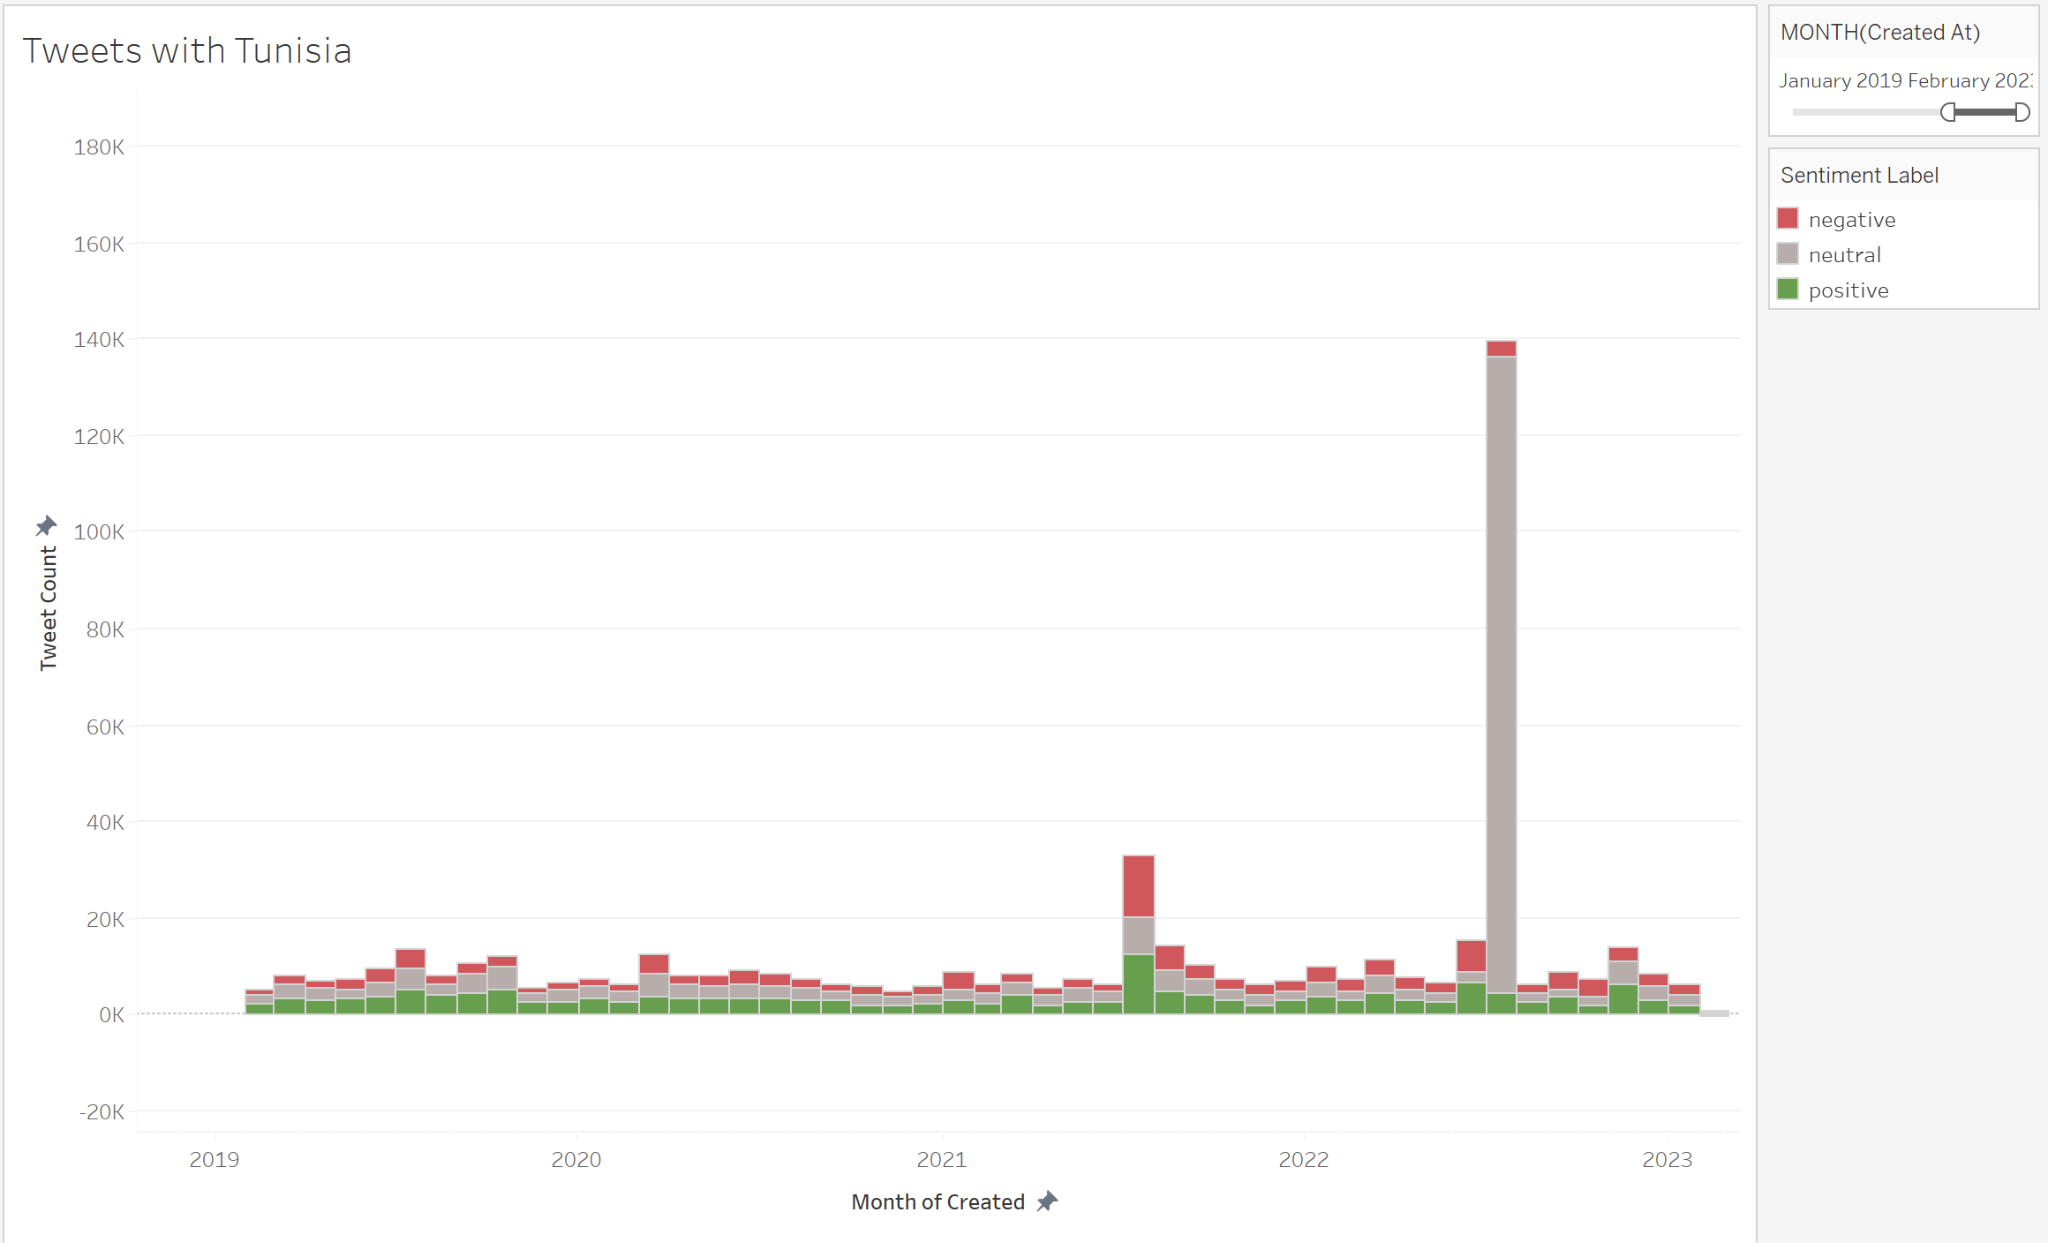 Tweets with Tunisia
180K
160K
140K
120K
100K
80K
60K
40K
20K
0K
-20K
Tweet Count
2019 2020 2021 2022 2023
Month of Created
MONTH(Created At)
January 2019 February 202
Sentiment Label
negative
neutral
positive